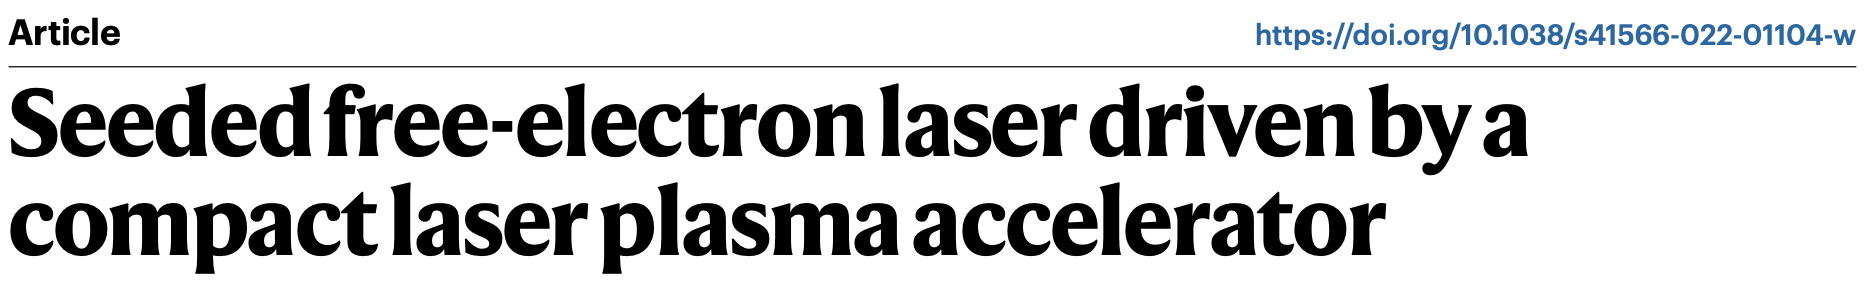 Article
https://doi.org/10.1038/s41566-022-01104-w
Seeded free-electron laser driven by a
compact laser plasma accelerator